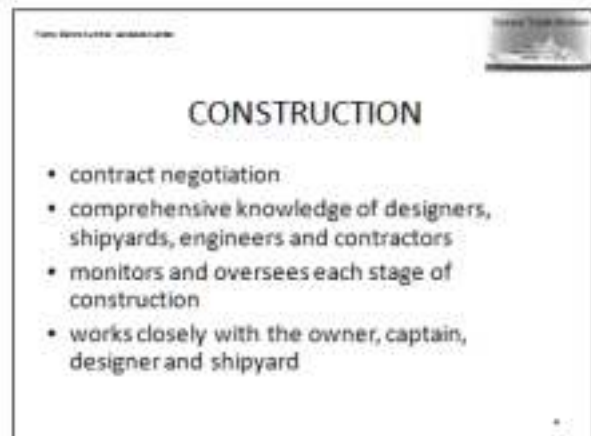 CONSTRUCTION
• contract negotiation
• comprehensive knowledge of designers,
shipyards, engineers and contractors
• monitors and oversees each stage of
construction
• works closely with the owner, captain,
designer and shipyard